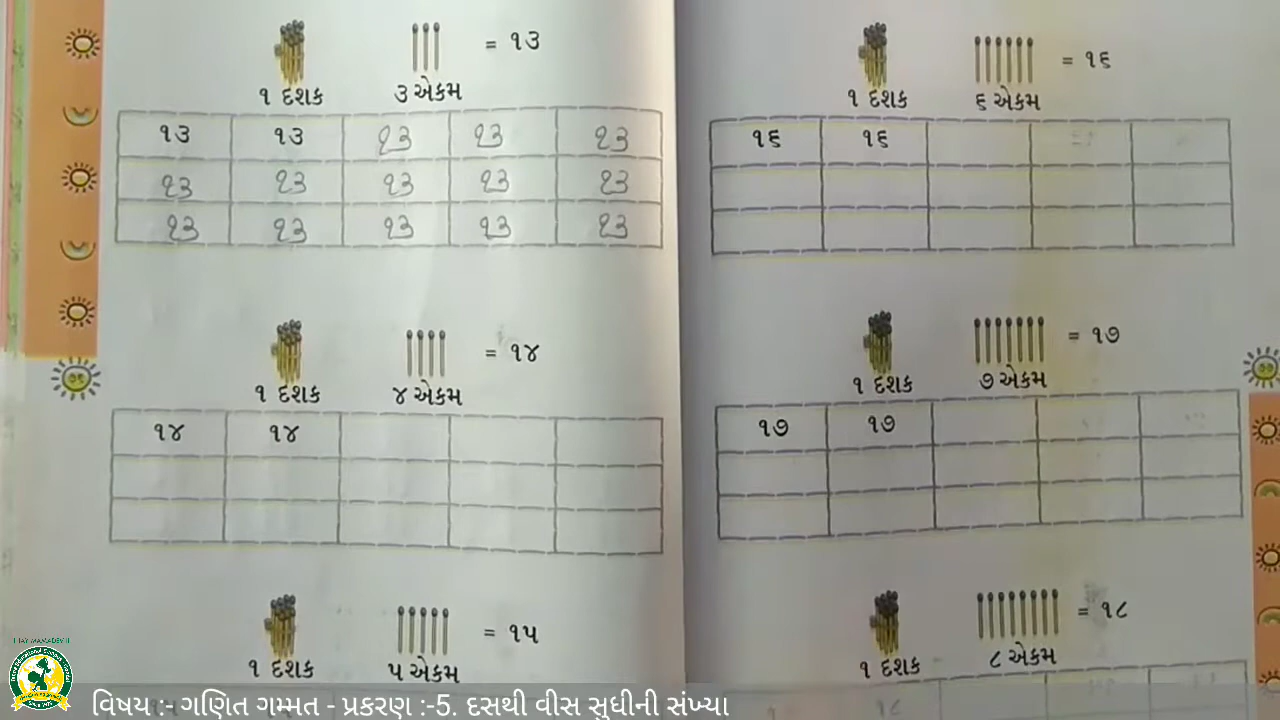 = ૧૩
૧ દશક ૩ એકમ
૧૩ ૧૩ ૧૩ ૧૩ ૧૩
૧૩ ૧૩ ૧૩ ૧૩ ૧૩
૧૩ ૧૩ ૧૩ ૧૩ ૧૩
= ૧૪
૧ દશક ૪ એકમ
૧૪ ૧૪
= ૧૫
૧ દશક ૫ એકમ
= ૧૬
૧ દશક ૬ એકમ
૧૬ ૧૬
= ૧૭
૧ દશક ૭ એકમ
૧૭ ૧૭
= ૧૮
૧ દશક ૮ એકમ
વિષય :- ગણિત ગમ્મત - પ્રકરણ :-5. દસથી વીસ સુધીની સંખ્યા